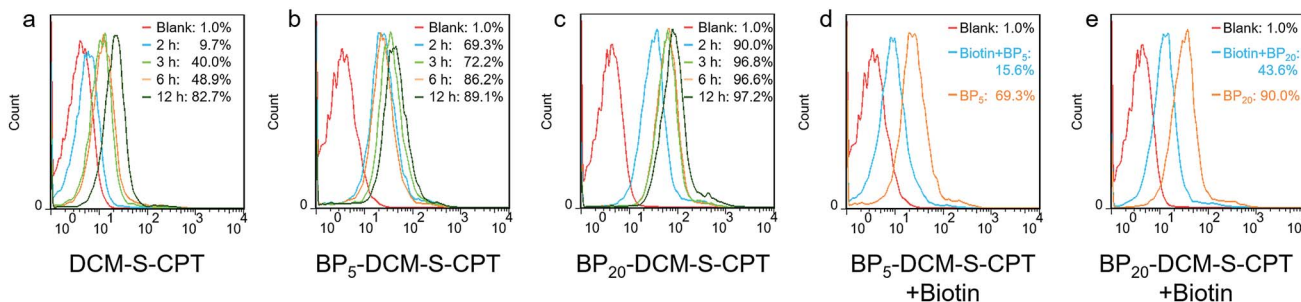 a
Blank: 1.0%
2 h: 9.7%
3 h: 40.0%
6 h: 48.9%
12 h: 82.7%
Count
0
10⁰ 10¹ 10² 10³ 10⁴
DCM-S-CPT
b
Blank: 1.0%
2 h: 69.3%
3 h: 72.2%
6 h: 86.2%
12 h: 89.1%
Count
0
10⁰ 10¹ 10² 10³ 10⁴
BP₅-DCM-S-CPT
c
Blank: 1.0%
2 h: 90.0%
3 h: 96.8%
6 h: 96.6%
12 h: 97.2%
Count
0
10⁰ 10¹ 10² 10³ 10⁴
BP₂₀-DCM-S-CPT
d
Blank: 1.0%
Biotin+BP₅:
15.6%
BP₅: 69.3%
Count
0
10⁰ 10¹ 10² 10³ 10⁴
BP₅-DCM-S-CPT
+Biotin
e
Blank: 1.0%
Biotin+BP₂₀:
43.6%
BP₂₀: 90.0%
Count
0
10⁰ 10¹ 10² 10³ 10⁴
BP₂₀-DCM-S-CPT
+Biotin